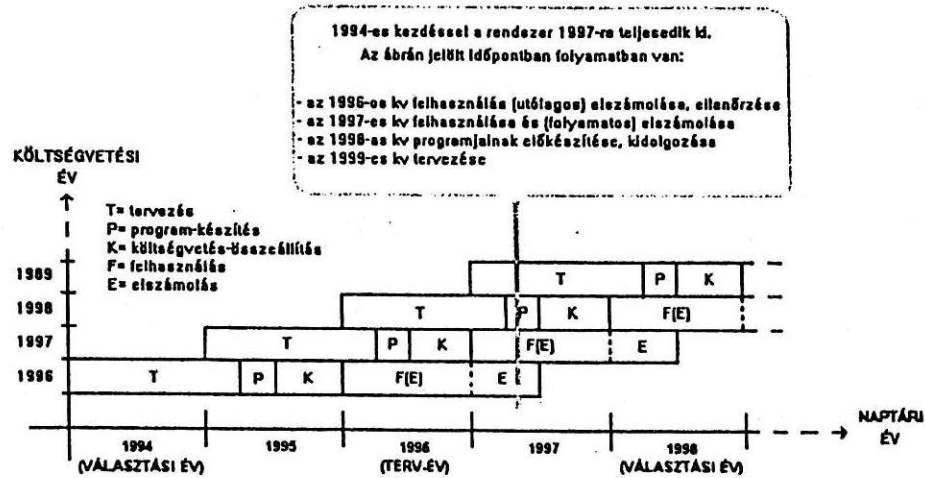 1994-es kezdéssel a rendszer 1997-re teljesedik ki.
Az ábrán jelölt időpontban folyamatban van:
- az 1996-os kv felhasználás (utólagos) elszámolása, ellenőrzése
- az 1997-es kv felhasználása és (folyamatos) elszámolása
- az 1998-as kv programjainak előkészítése, kidolgozása
- az 1999-es kv tervezése
KÖLTSÉGVETÉSI
ÉV
T= tervezés
P= program-készítés
K= költségvetés-összeállítás
F= felhasználás
E= elszámolás
1989 T P K
1998 T P K F(E)
1997 T P K F(E) E
1996 T P K F(E) E
NAPTÁRI
ÉV
1994 1995 1996 1997 1998
(VÁLASZTÁSI ÉV) (TERV-ÉV) (VÁLASZTÁSI ÉV)